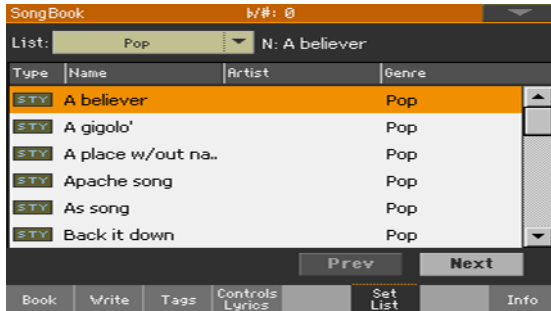 SongBook ♭/#: 0
List: Pop N: A believer
Type Name Artist Genre
STY A believer Pop
STY A gigolo' Pop
STY A place w/out na.. Pop
STY Apache song Pop
STY As song Pop
STY Back it down Pop
Prev Next
Book Write Tags Controls Lyrics Set List Info